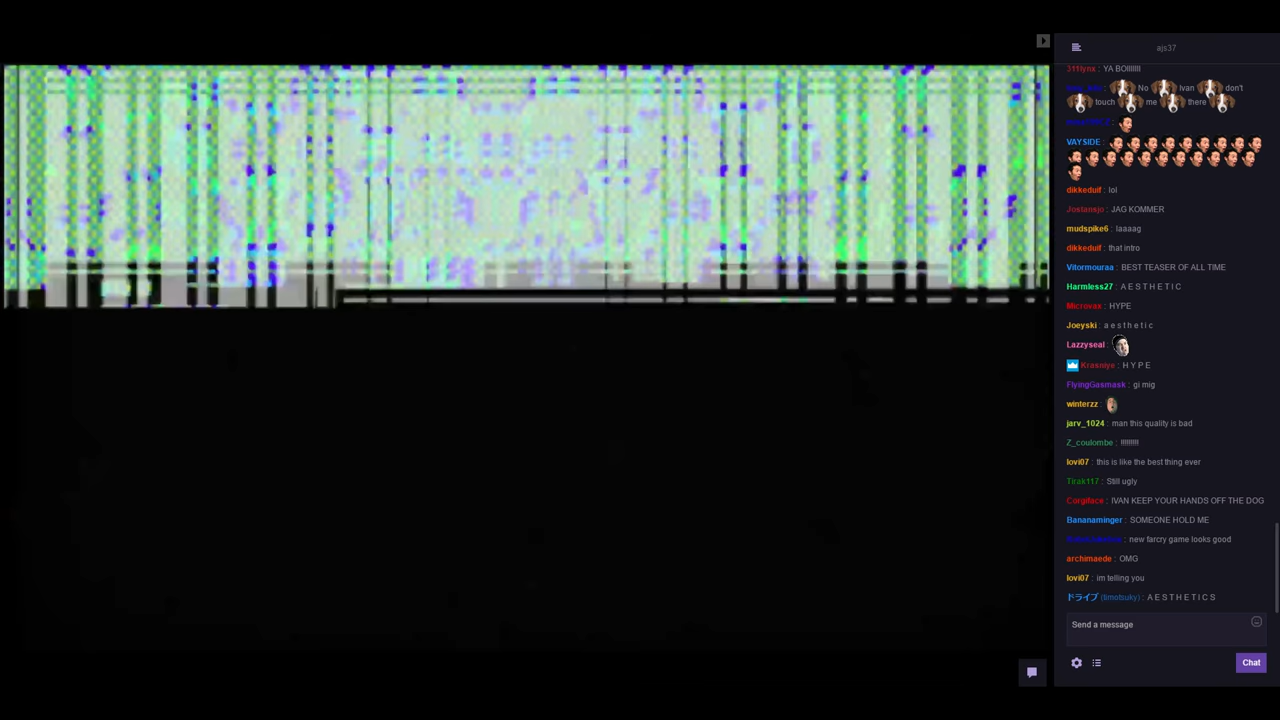 ajs37
311lynx : YA BOIIIIIII
No Ivan don't
touch me there
VAYSIDE :
dikkeduif : lol
Jostansjo : JAG KOMMER
mudspike6 : laaaag
dikkeduif : that intro
Vitormouraa : BEST TEASER OF ALL TIME
Harmless27 : A E S T H E T I C
Microvax : HYPE
Joeyski : a e s t h e t i c
Lazzyseal :
Krasniye : H Y P E
FlyingGasmask : gi mig
winterzz :
jarv_1024 : man this quality is bad
Z_coulombe : !!!!!!!!!
lovi07 : this is like the best thing ever
Tirak117 : Still ugly
Corgiface : IVAN KEEP YOUR HANDS OFF THE DOG
Bananaminger : SOMEONE HOLD ME
: new farcry game looks good
archimaede : OMG
lovi07 : im telling you
ドライブ (timotsuky) : A E S T H E T I C S
Send a message
Chat